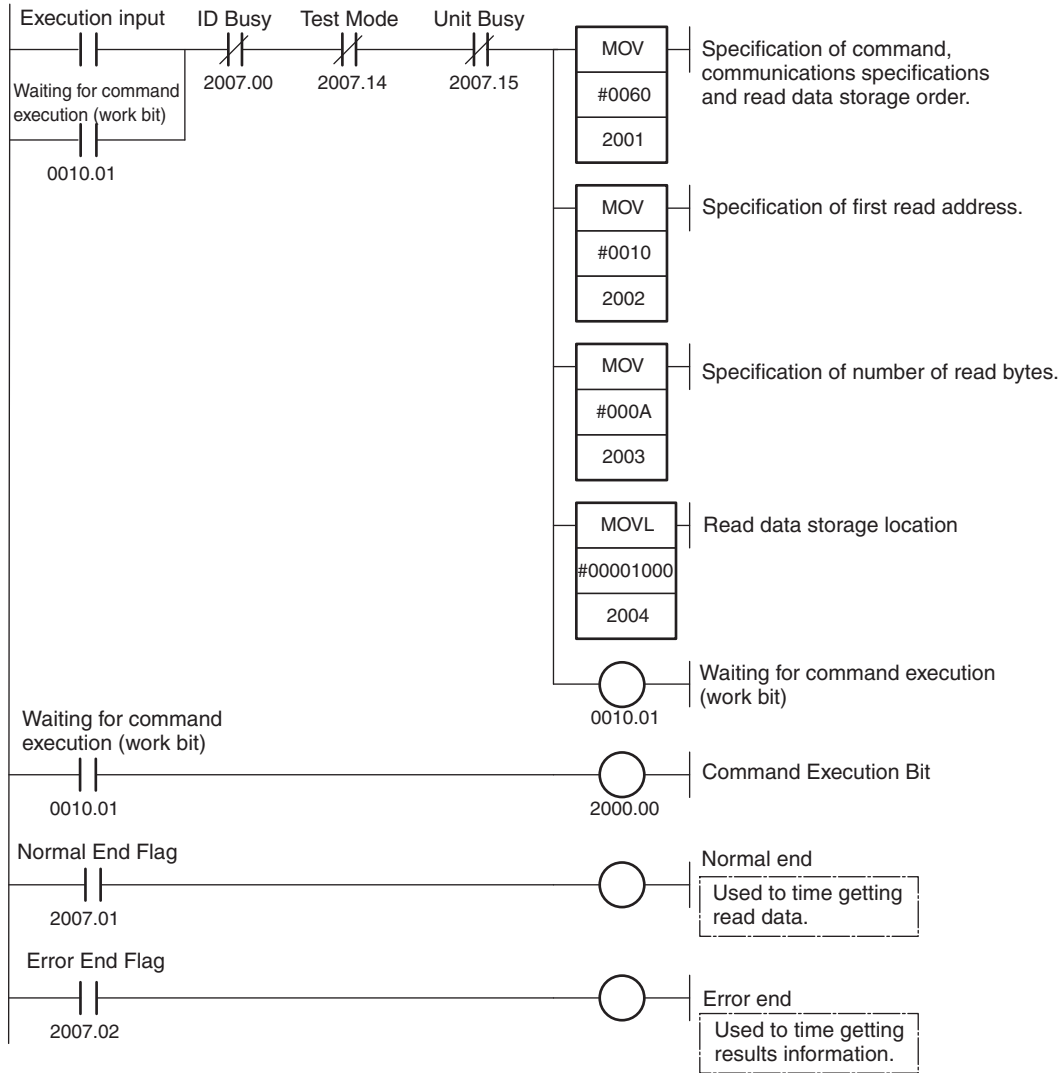 Execution input
ID Busy
Test Mode
Unit Busy
2007.00
2007.14
2007.15
Waiting for command
execution (work bit)
0010.01
MOV
#0060
2001
Specification of command,
communications specifications
and read data storage order.
MOV
#0010
2002
Specification of first read address.
MOV
#000A
2003
Specification of number of read bytes.
MOVL
#00001000
2004
Read data storage location
0010.01
Waiting for command execution
(work bit)
Waiting for command
execution (work bit)
0010.01
2000.00
Command Execution Bit
Normal End Flag
2007.01
Normal end
Used to time getting
read data.
Error End Flag
2007.02
Error end
Used to time getting
results information.